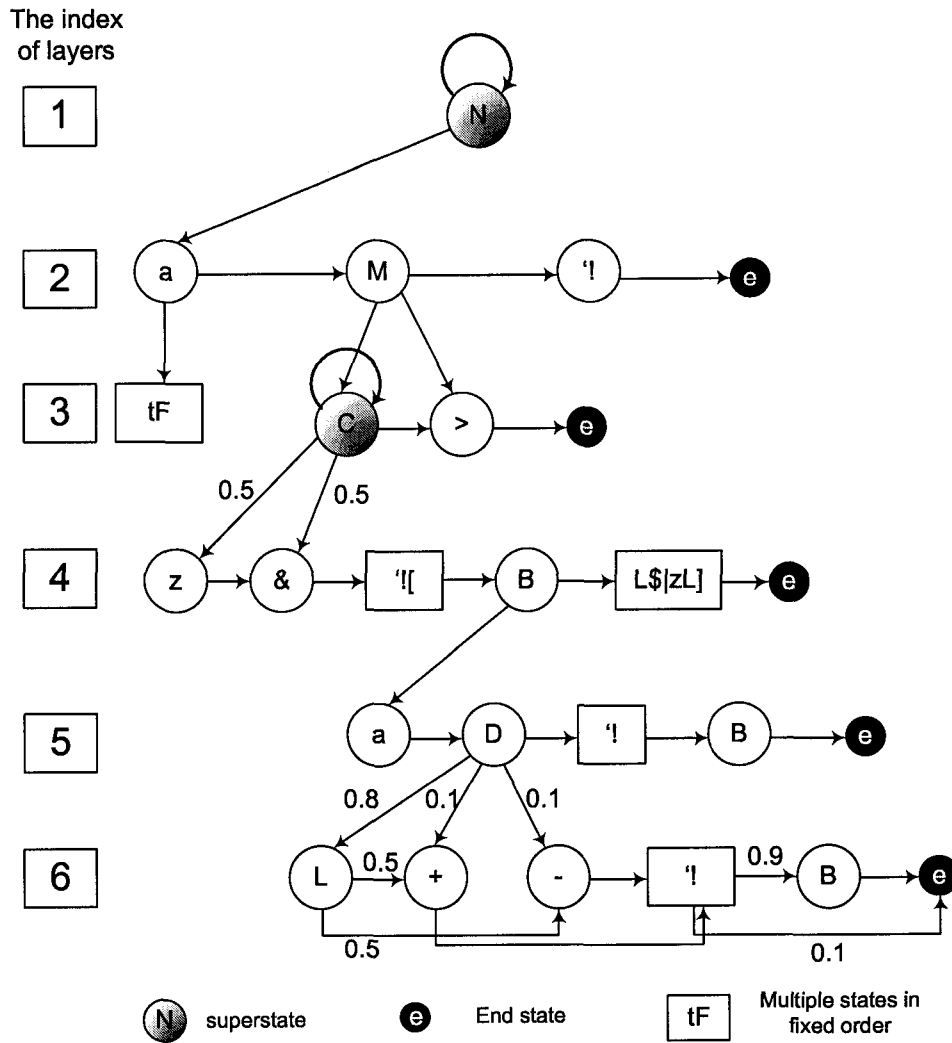 The index
of layers
1
N
2
a
M
‘!
e
3
tF
C
>
e
0.5
0.5
4
z
&
‘![
B
L$|zL]
e
5
a
D
‘!
B
e
0.8
0.1
0.1
6
L
0.5
+
-
‘!
0.9
B
e
0.5
0.1
N
superstate
e
End state
tF
Multiple states in
fixed order